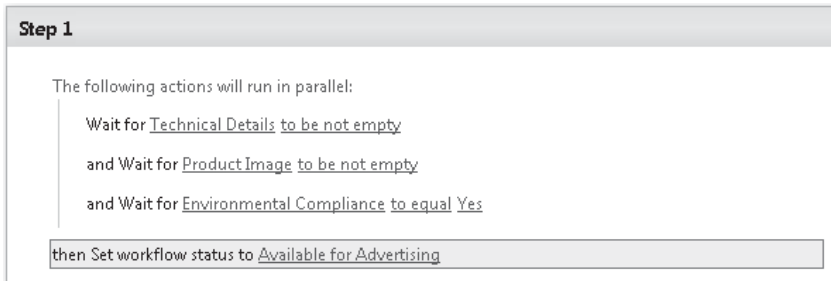 Step 1
The following actions will run in parallel:
Wait for Technical Details to be not empty
and Wait for Product Image to be not empty
and Wait for Environmental Compliance to equal Yes
then Set workflow status to Available for Advertising